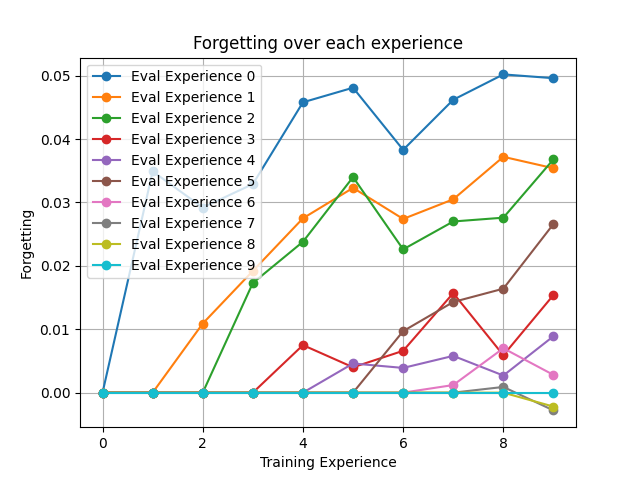 Forgetting over each experience
0.05
0.04
0.03
0.02
0.01
0.00
Forgetting
Eval Experience 0
Eval Experience 1
Eval Experience 2
Eval Experience 3
Eval Experience 4
Eval Experience 5
Eval Experience 6
Eval Experience 7
Eval Experience 8
Eval Experience 9
0 2 4 6 8
Training Experience